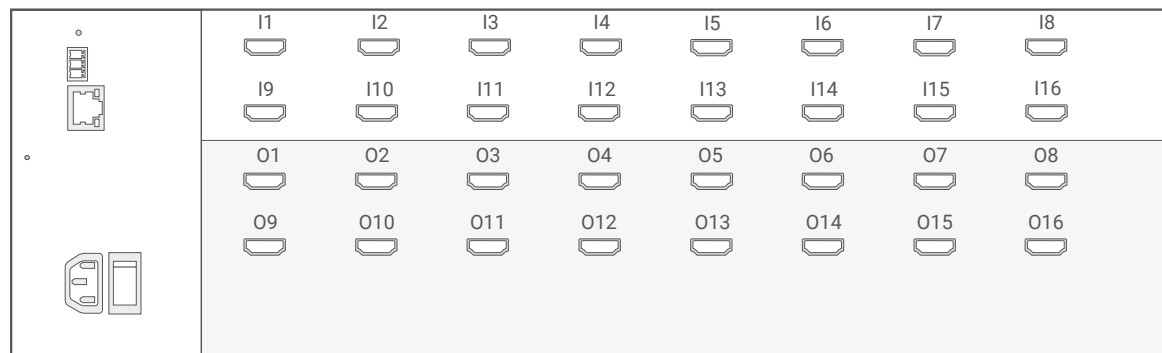 I1 I2 I3 I4 I5 I6 I7 I8
I9 I10 I11 I12 I13 I14 I15 I16
O1 O2 O3 O4 O5 O6 O7 O8
O9 O10 O11 O12 O13 O14 O15 O16